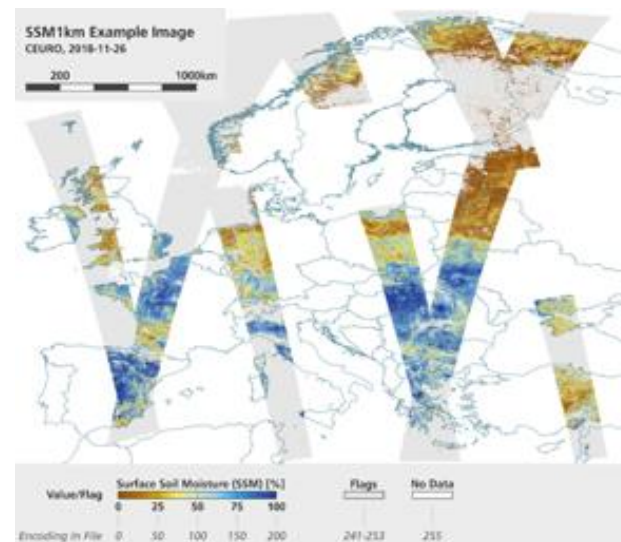 SSM1km Example Image
CEURO, 2018-11-26
200 1000km
Surface Soil Moisture (SSM) [%] Flags No Data
Value/Flag
0 25 50 75 100
Encoding in File 0 50 100 150 200 241-253 255